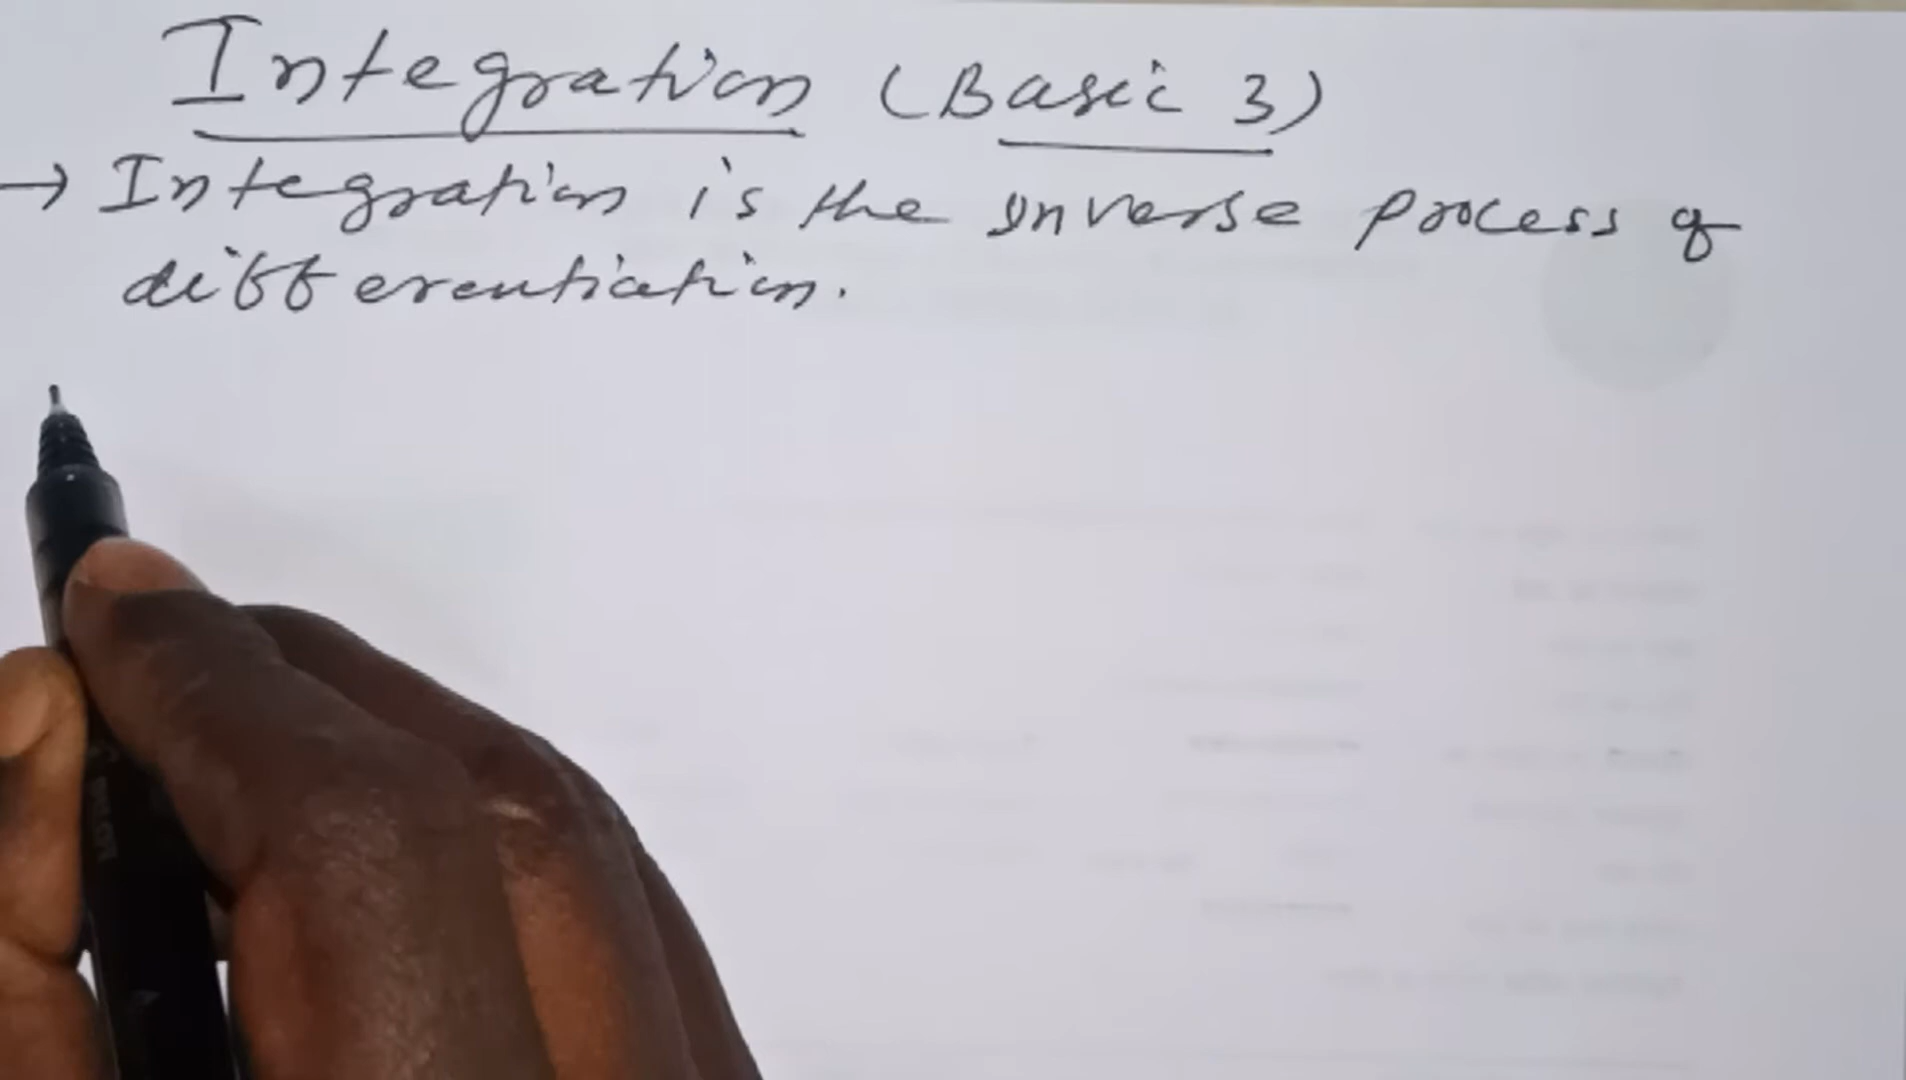 Integration (Basic 3)
→ Integration is the inverse process of
differentiation.